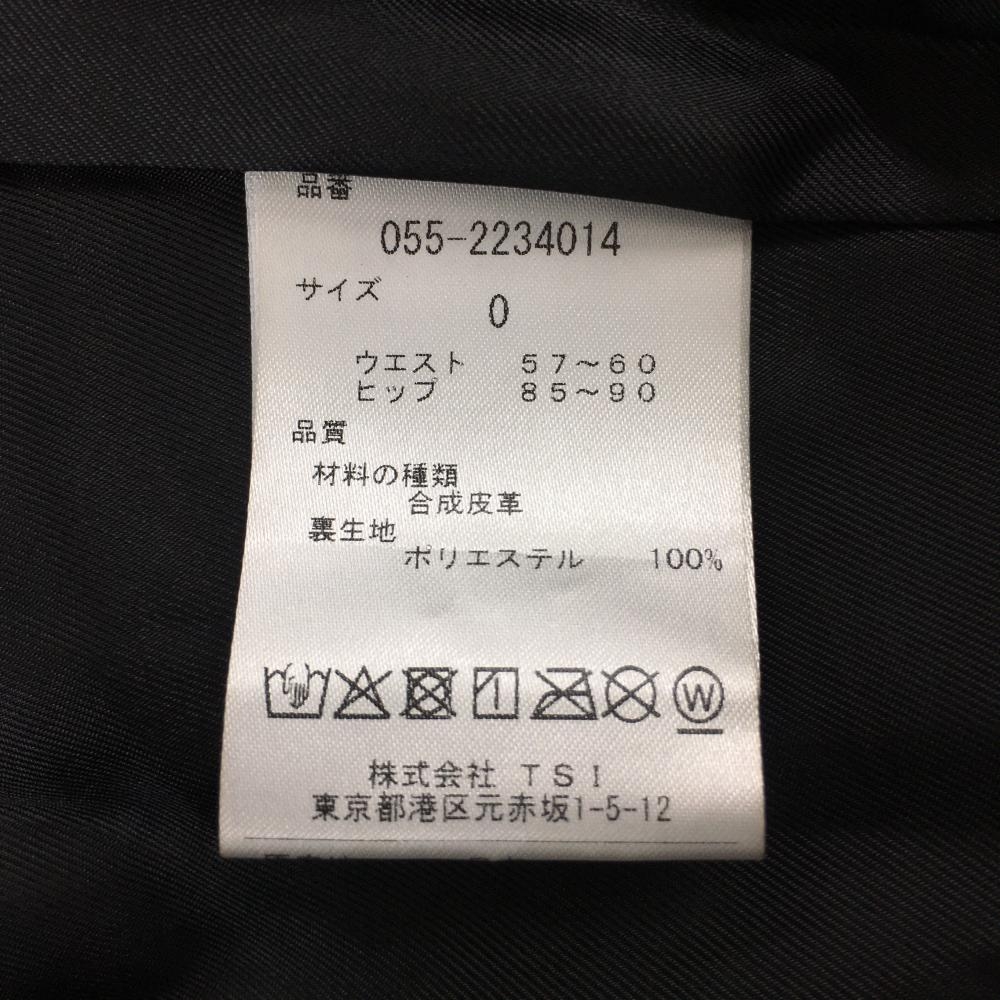 品番
055-2234014
サイズ
0
ウエスト 57～60
ヒップ 85～90
品質
材料の種類
合成皮革
裏生地
ポリエステル 100%
W
株式会社 TSI
東京都港区元赤坂1-5-12